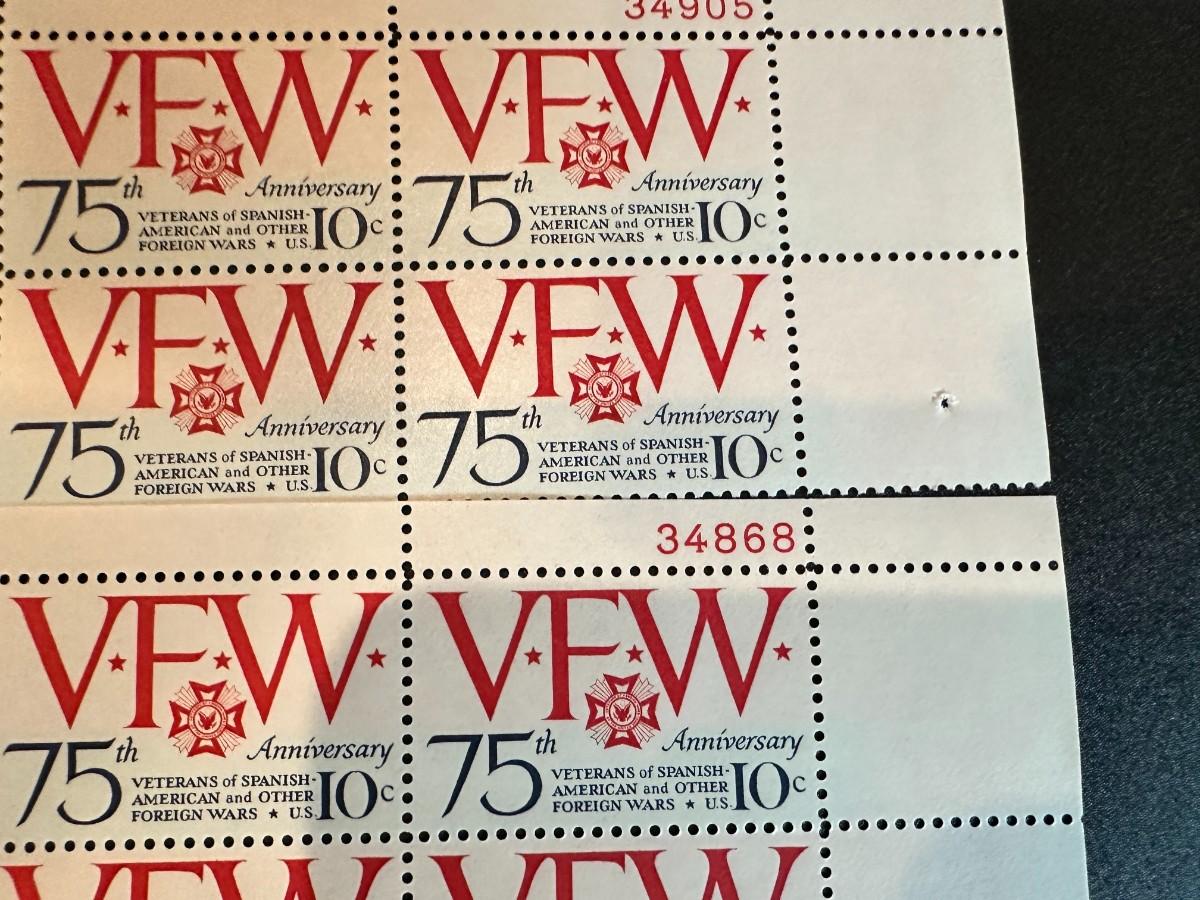 34905
V★F★W★
75th Anniversary
VETERANS of SPANISH-
AMERICAN and OTHER
FOREIGN WARS ★ U.S. 10c
V★F★W★
75th Anniversary
VETERANS of SPANISH-
AMERICAN and OTHER
FOREIGN WARS ★ U.S. 10c
V★F★W★
75th Anniversary
VETERANS of SPANISH-
AMERICAN and OTHER
FOREIGN WARS ★ U.S. 10c
V★F★W★
75th Anniversary
VETERANS of SPANISH-
AMERICAN and OTHER
FOREIGN WARS ★ U.S. 10c
34868
V★F★W★
75th Anniversary
VETERANS of SPANISH-
AMERICAN and OTHER
FOREIGN WARS ★ U.S. 10c
V★F★W★
75th Anniversary
VETERANS of SPANISH-
AMERICAN and OTHER
FOREIGN WARS ★ U.S. 10c
VFW
VFW